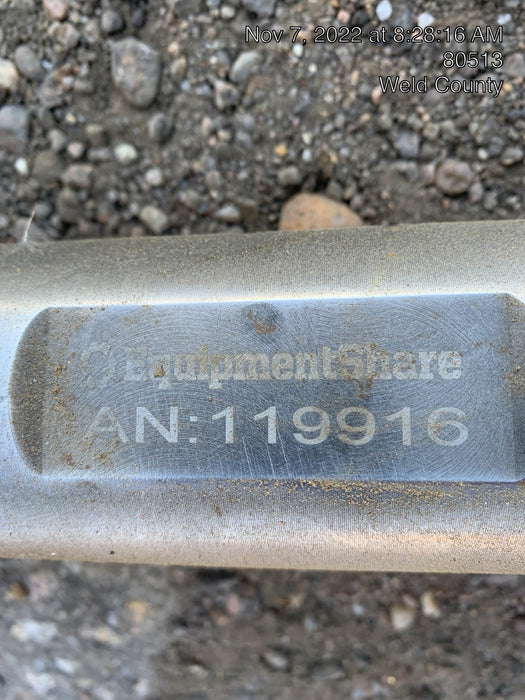 Nov 7, 2022 at 8:28:16 AM
80513
Weld County
EquipmentShare
AN:119916